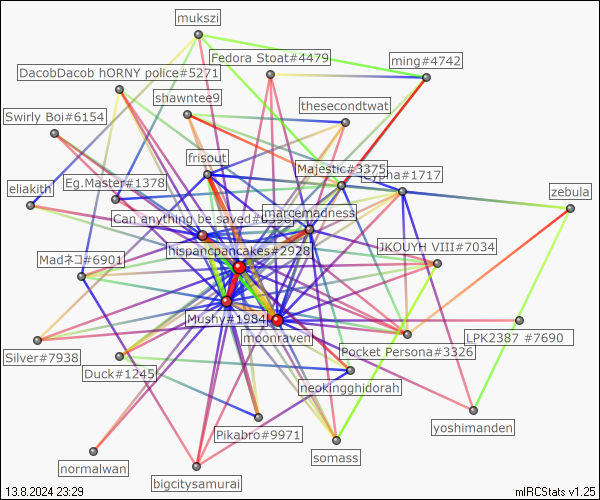 mukszi
Fedora Stoat#4479
ming#4742
DacobDacob hORNY police#5271
shawntee9
thesecondtwat
Swirly Boi#6154
frisout
Majestic#3375
#1717
Eg.Master#1378
eliakith
zebula
Can anything be saved#
marcemadness
JKOUYH VIII#7034
hispancpancakes#2928
Madネコ#6901
Mushy#1984
moonraven
LPK2387 #7690
Pocket Persona#3326
Silver#7938
Duck#1245
neokingghidorah
yoshimanden
Pikabro#9971
somass
normalwan
bigcitysamurai
13.8.2024 23:29
mIRCStats v1.25